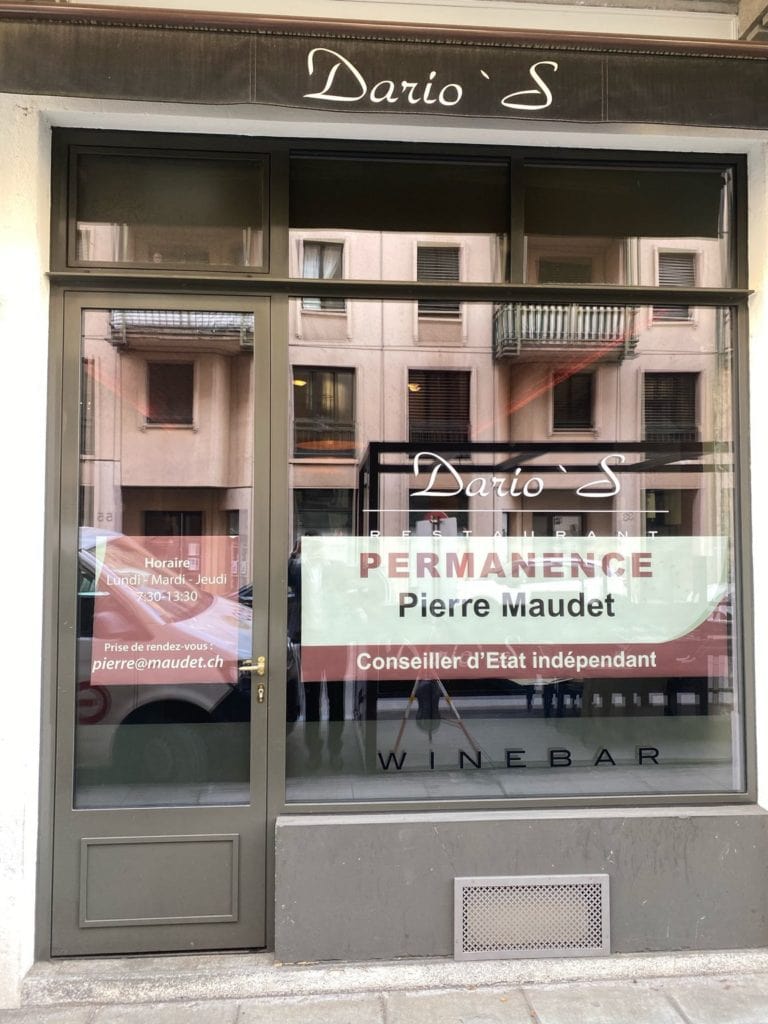 Dario`S
Dario`S
RESTAURANT
PERMANENCE
Pierre Maudet
Conseiller d'Etat indépendant
Horaire
Lundi - Mardi - Jeudi
7:30-13:30
Prise de rendez-vous :
pierre@maudet.ch
WINEBAR